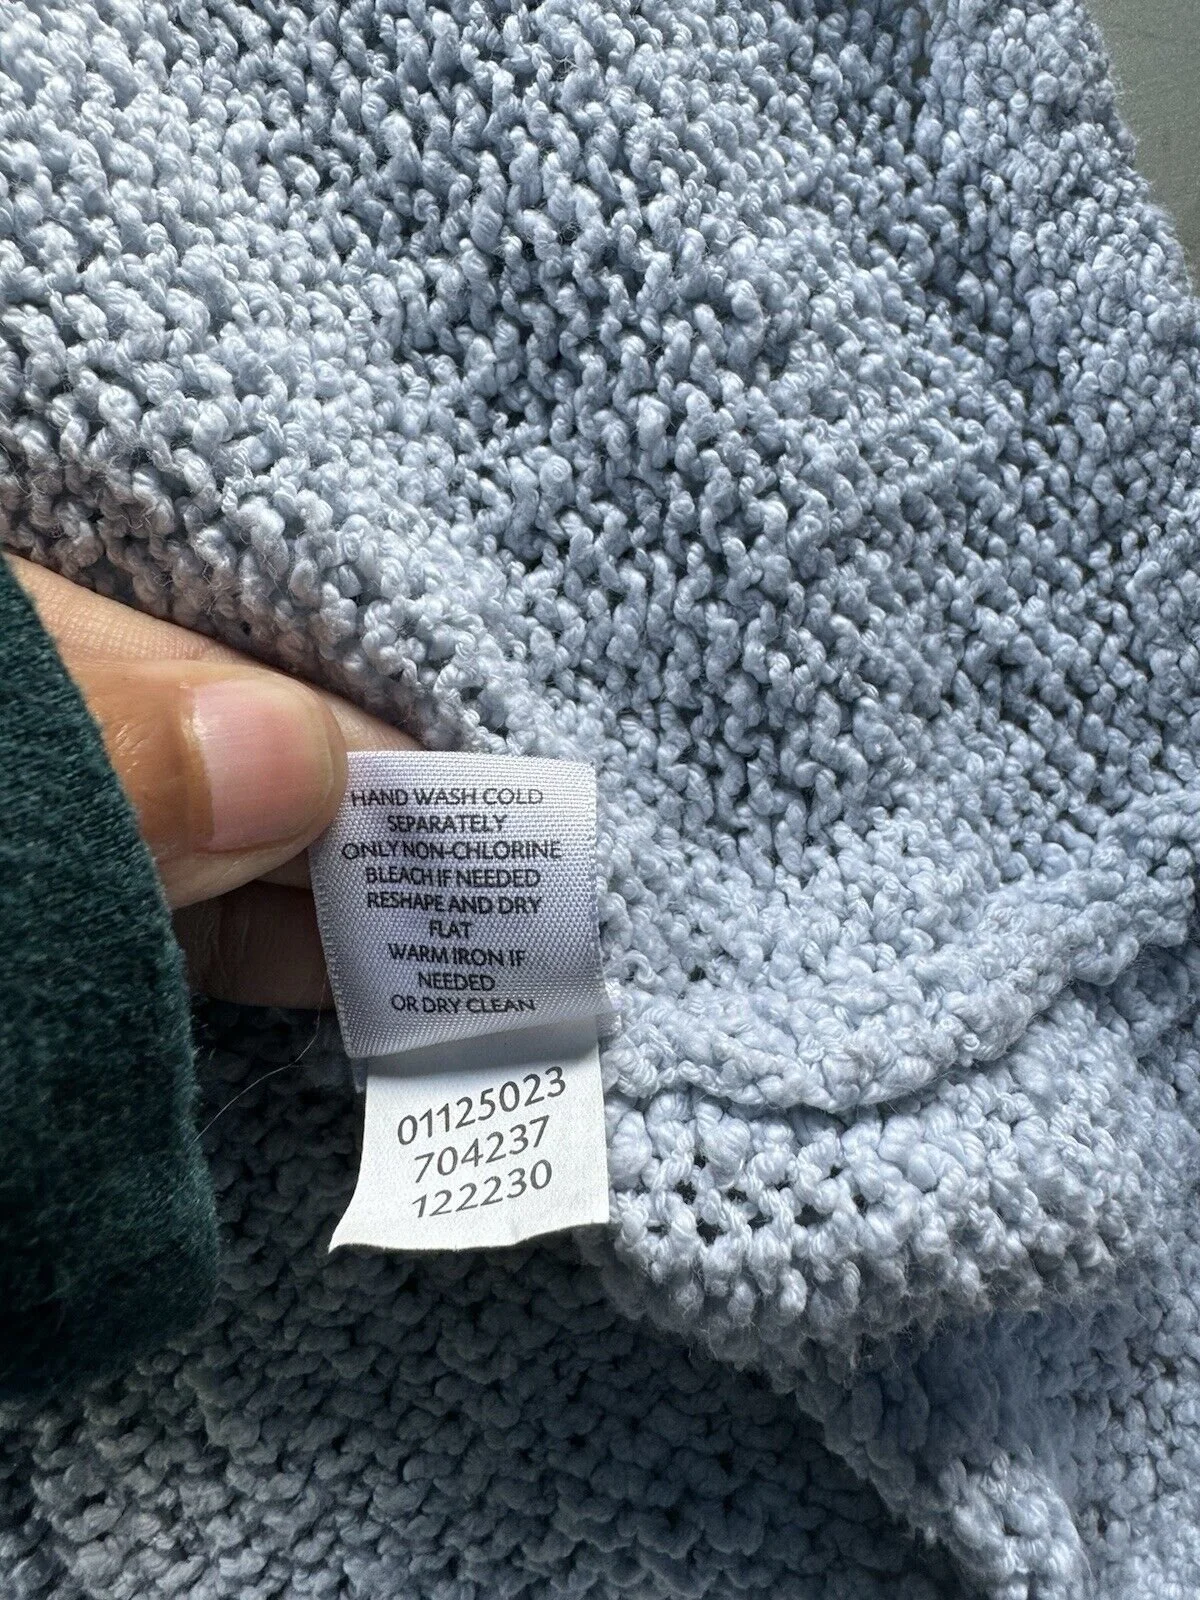 HAND WASH COLD
SEPARATELY
ONLY NON-CHLORINE
BLEACH IF NEEDED
RESHAPE AND DRY
FLAT
WARM IRON IF
NEEDED
OR DRY CLEAN
01125023
704237
122230